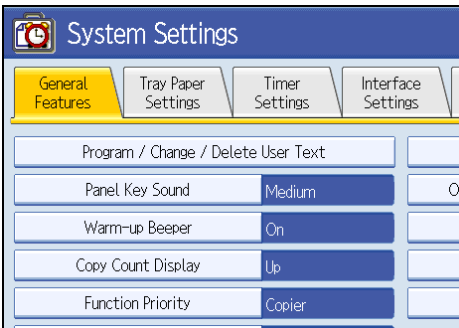 System Settings
General Features
Tray Paper Settings
Timer Settings
Interface Settings
Program / Change / Delete User Text
Panel Key Sound Medium
Warm-up Beeper On
Copy Count Display Up
Function Priority Copier